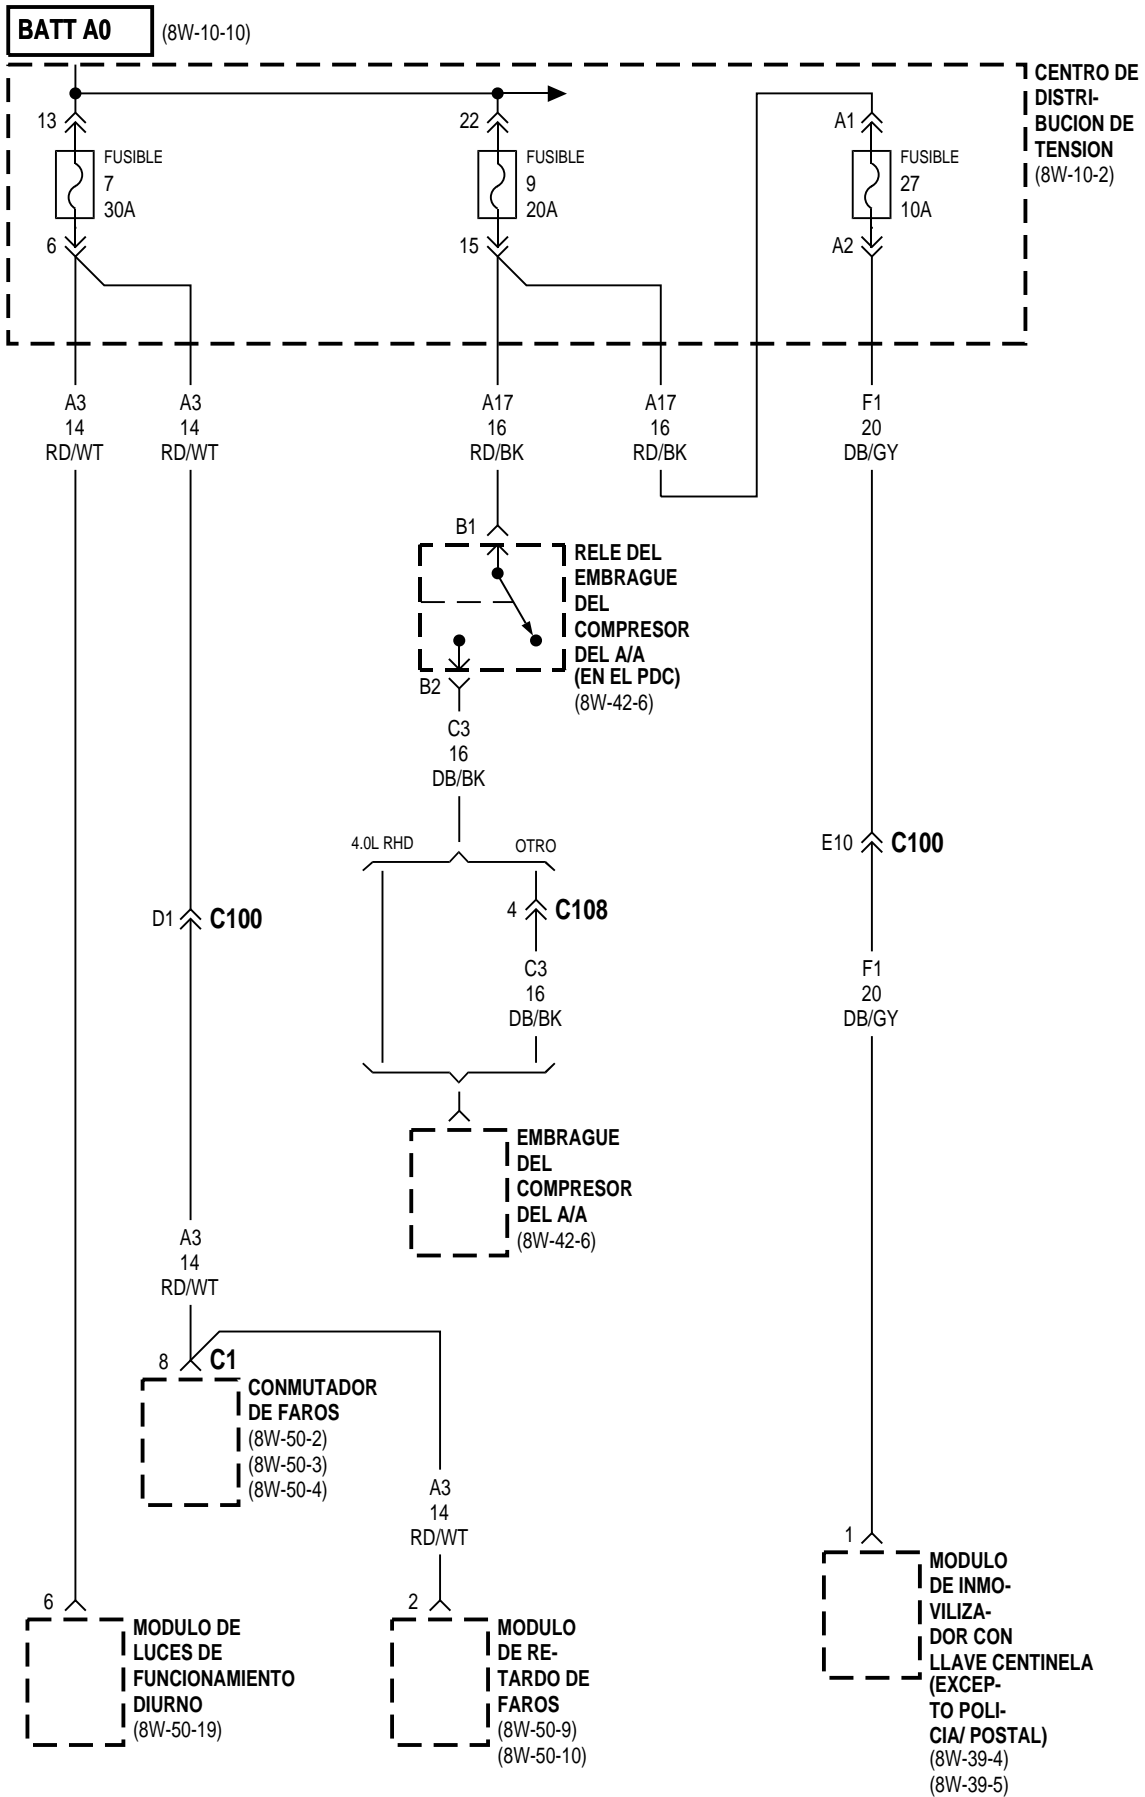 BATT A0 (8W-10-10)
CENTRO DE
DISTRI-
BUCION DE
TENSION
(8W-10-2)
13
FUSIBLE
7
30A
6
22
FUSIBLE
9
20A
15
A1
FUSIBLE
27
10A
A2
A3
14
RD/WT
A3
14
RD/WT
A17
16
RD/BK
A17
16
RD/BK
F1
20
DB/GY
B1
RELE DEL
EMBRAGUE
DEL
COMPRESOR
DEL A/A
(EN EL PDC)
(8W-42-6)
B2
C3
16
DB/BK
4.0L RHD
OTRO
E10 C100
D1 C100
4 C108
C3
16
DB/BK
F1
20
DB/GY
EMBRAGUE
DEL
COMPRESOR
DEL A/A
(8W-42-6)
A3
14
RD/WT
8 C1
CONMUTADOR
DE FAROS
(8W-50-2)
(8W-50-3)
(8W-50-4)
A3
14
RD/WT
6
MODULO DE
LUCES DE
FUNCIONAMIENTO
DIURNO
(8W-50-19)
2
MODULO
DE RE-
TARDO DE
FAROS
(8W-50-9)
(8W-50-10)
1
MODULO
DE INMO-
VILIZA-
DOR CON
LLAVE CENTINELA
(EXCEP-
TO POLI-
CIA/ POSTAL)
(8W-39-4)
(8W-39-5)